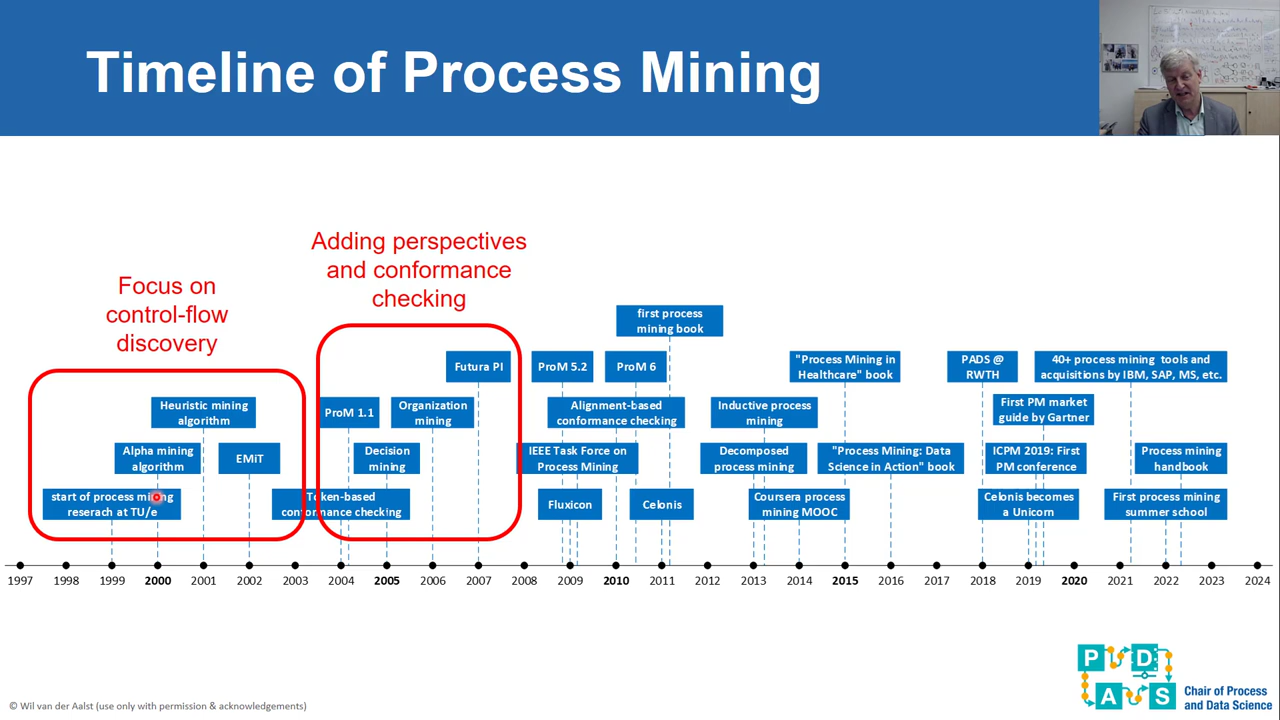 Timeline of Process Mining
Adding perspectives
and conformance
checking
Focus on
control-flow
discovery
first process
mining book
Futura PI
ProM 5.2
ProM 6
"Process Mining in
Healthcare" book
PADS @
RWTH
40+ process mining tools and
acquisitions by IBM, SAP, MS, etc.
Heuristic mining
algorithm
ProM 1.1
Organization
mining
Alignment-based
conformance checking
Inductive process
mining
First PM market
guide by Gartner
Alpha mining
algorithm
EMiT
Decision
mining
IEEE Task Force on
Process Mining
Decomposed
process mining
"Process Mining: Data
Science in Action" book
ICPM 2019: First
PM conference
Process mining
handbook
start of process mining
reserach at TU/e
Token-based
conformance checking
Fluxicon
Celonis
Coursera process
mining MOOC
Celonis becomes
a Unicorn
First process mining
summer school
1997 1998 1999 2000 2001 2002 2003 2004 2005 2006 2007 2008 2009 2010 2011 2012 2013 2014 2015 2016 2017 2018 2019 2020 2021 2022 2023 2024
P D
A S
Chair of Process
and Data Science
© Wil van der Aalst (use only with permission & acknowledgements)